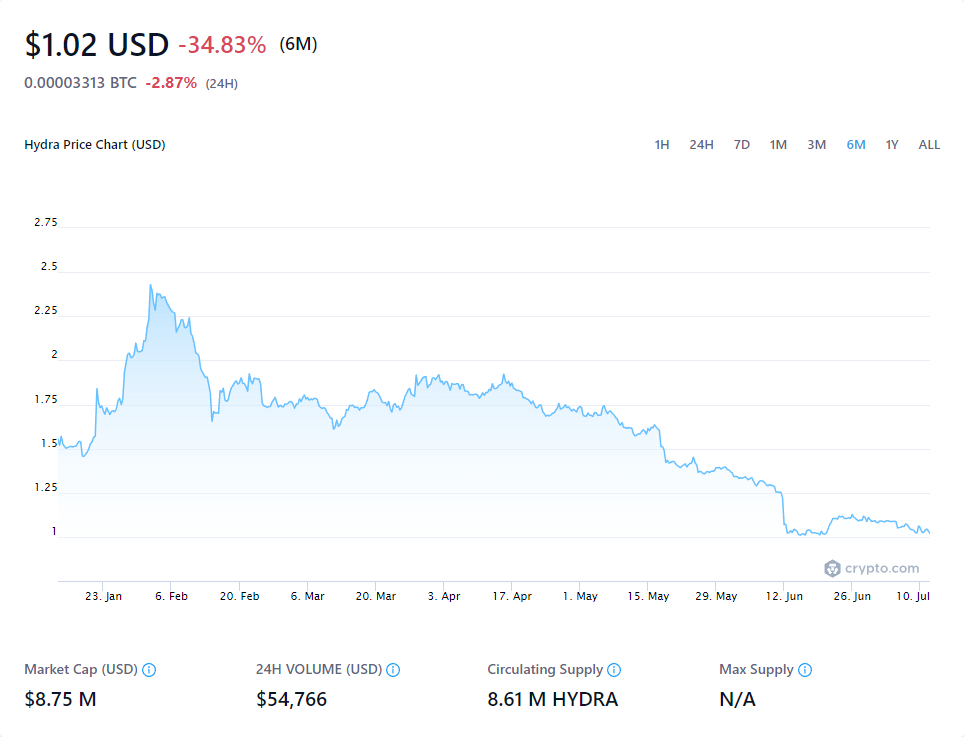 $1.02 USD -34.83% (6M)
0.00003313 BTC -2.87% (24H)
Hydra Price Chart (USD) 1H 24H 7D 1M 3M 6M 1Y ALL
2.75
2.5
2.25
2
1.75
1.5
1.25
1
crypto.com
23. Jan 6. Feb 20. Feb 6. Mar 20. Mar 3. Apr 17. Apr 1. May 15. May 29. May 12. Jun 26. Jun 10. Jul
Market Cap (USD) 24H VOLUME (USD) Circulating Supply Max Supply
$8.75 M $54,766 8.61 M HYDRA N/A